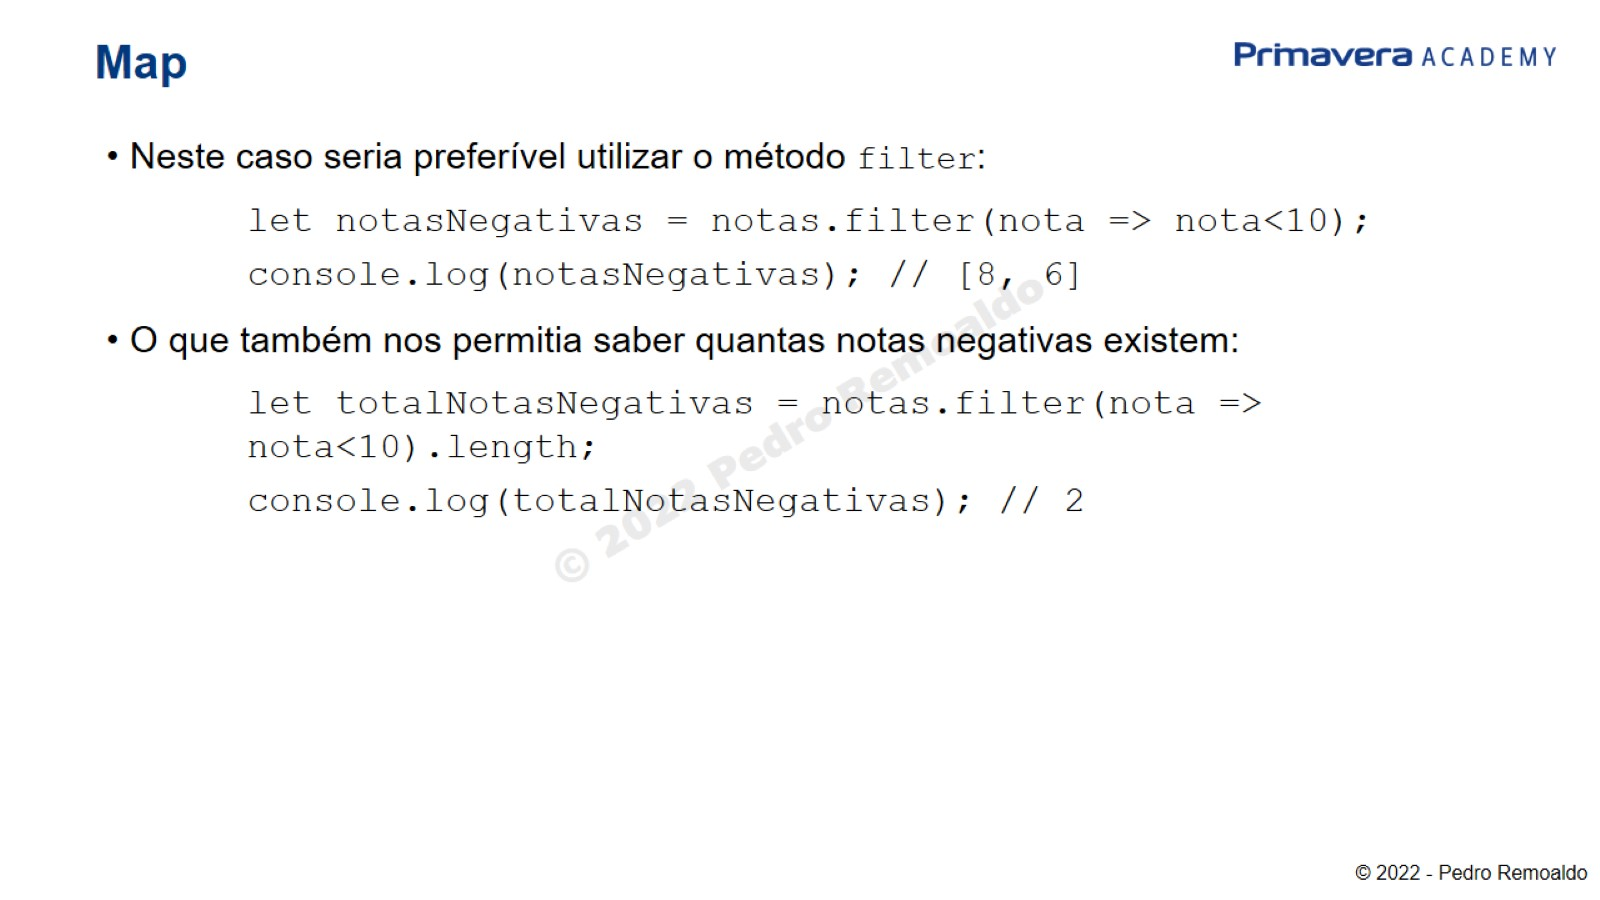 Map
Primavera ACADEMY
• Neste caso seria preferível utilizar o método filter:
let notasNegativas = notas.filter(nota => nota<10);
console.log(notasNegativas); // [8, 6]
• O que também nos permitia saber quantas notas negativas existem:
let totalNotasNegativas = notas.filter(nota =>
nota<10).length;
console.log(totalNotasNegativas); // 2
© 2022 Pedro Remoaldo
© 2022 - Pedro Remoaldo